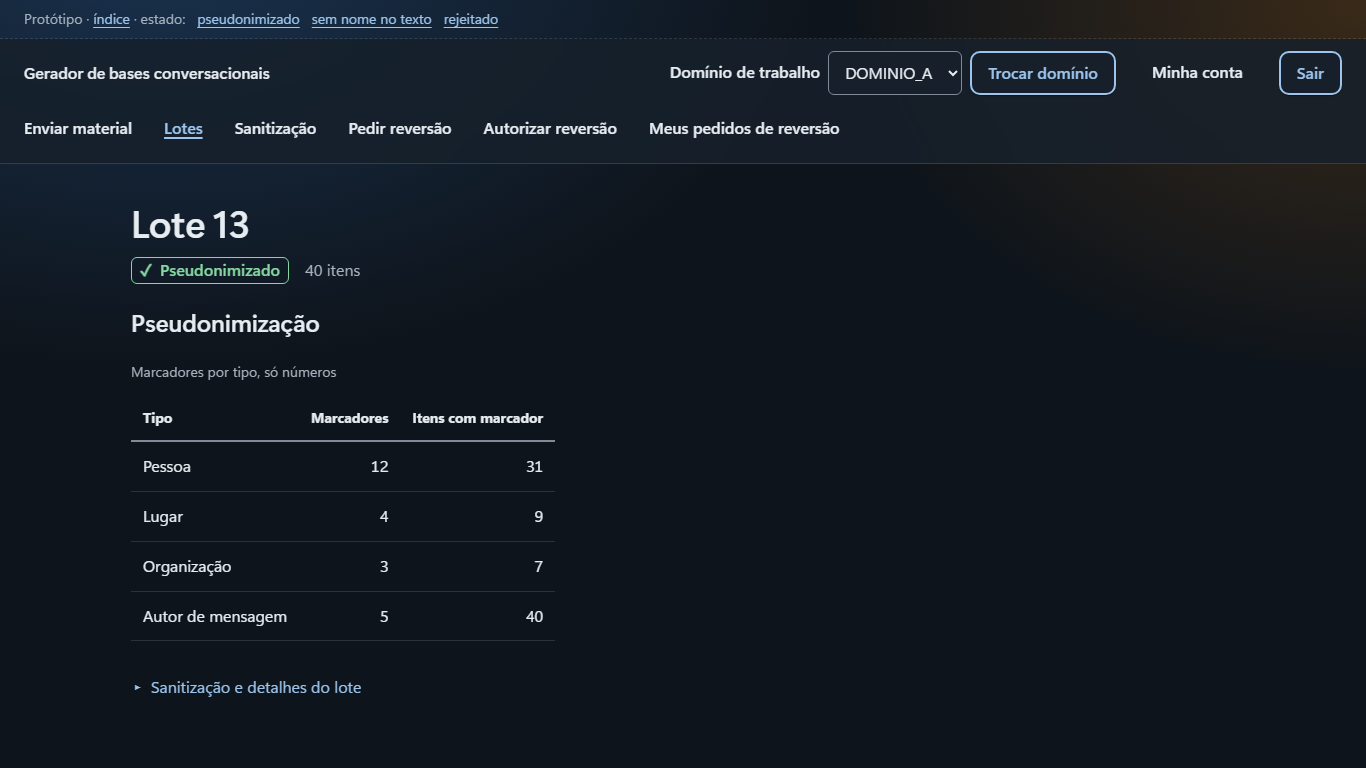 Protótipo · índice · estado: pseudonimizado sem nome no texto rejeitado
Gerador de bases conversacionais
Domínio de trabalho DOMINIO_A Trocar domínio Minha conta Sair
Enviar material Lotes Sanitização Pedir reversão Autorizar reversão Meus pedidos de reversão
Lote 13
✓ Pseudonimizado 40 itens
Pseudonimização
Marcadores por tipo, só números
Tipo Marcadores Itens com marcador
Pessoa 12 31
Lugar 4 9
Organização 3 7
Autor de mensagem 5 40
▸ Sanitização e detalhes do lote